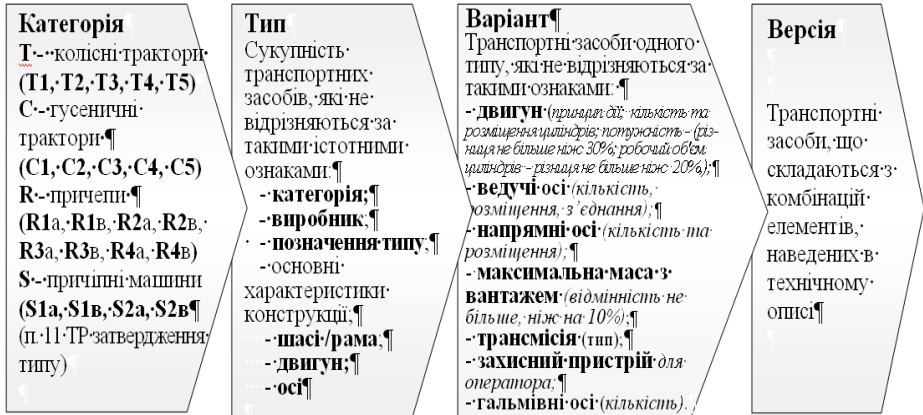 Категорія
Т - колісні трактори
(Т1, Т2, Т3, Т4, Т5)
С - гусеничні
трактори
(С1, С2, С3, С4, С5)
R - причепи
(R1а, R1в, R2а, R2в,
R3а, R3в, R4а, R4в)
S - причіпні машини
(S1а, S1в, S2а, S2в
(п. 11 ТР затвердження
типу)
Тип
Сукупність
транспортних
засобів, які не
відрізняються за
такими істотними
ознаками:
- категорія;
- виробник;
- позначення типу;
- основні
характеристики
конструкції;
- шасі /рама;
- двигун;
- осі
Варіант
Транспортні засоби одного
типу, які не відрізняються за
такими ознаками:
- двигун (принцип дії; кількість та
розміщення циліндрів; потужність - (різ-
ниця не більше ніж 30%; робочий об'єм
циліндрів - різниця не більше ніж 20%,);
- ведучі осі (кількість,
розміщення, з’єднання);
- напрямні осі (кількість та
розміщення);
- максимальна маса з
вантажем (відмінність не
більше, ніж на 10%);
- трансмісія (тип);
- захисний пристрій для
оператора;
- гальмівні осі (кількість).
Версія
Транспортні
засоби, що
складаються з
комбінацій
елементів,
наведених в
технічному
описі